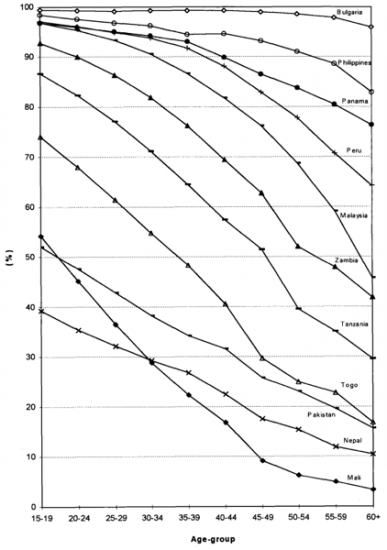 100
90
80
70
60
50
40
30
20
10
0
(%)
Bulgaria
Philippines
Panama
Peru
Malaysia
Zambia
Tanzania
Togo
Pakistan
Nepal
Mali
15-19 20-24 25-29 30-34 35-39 40-44 45-49 50-54 55-59 60+
Age-group